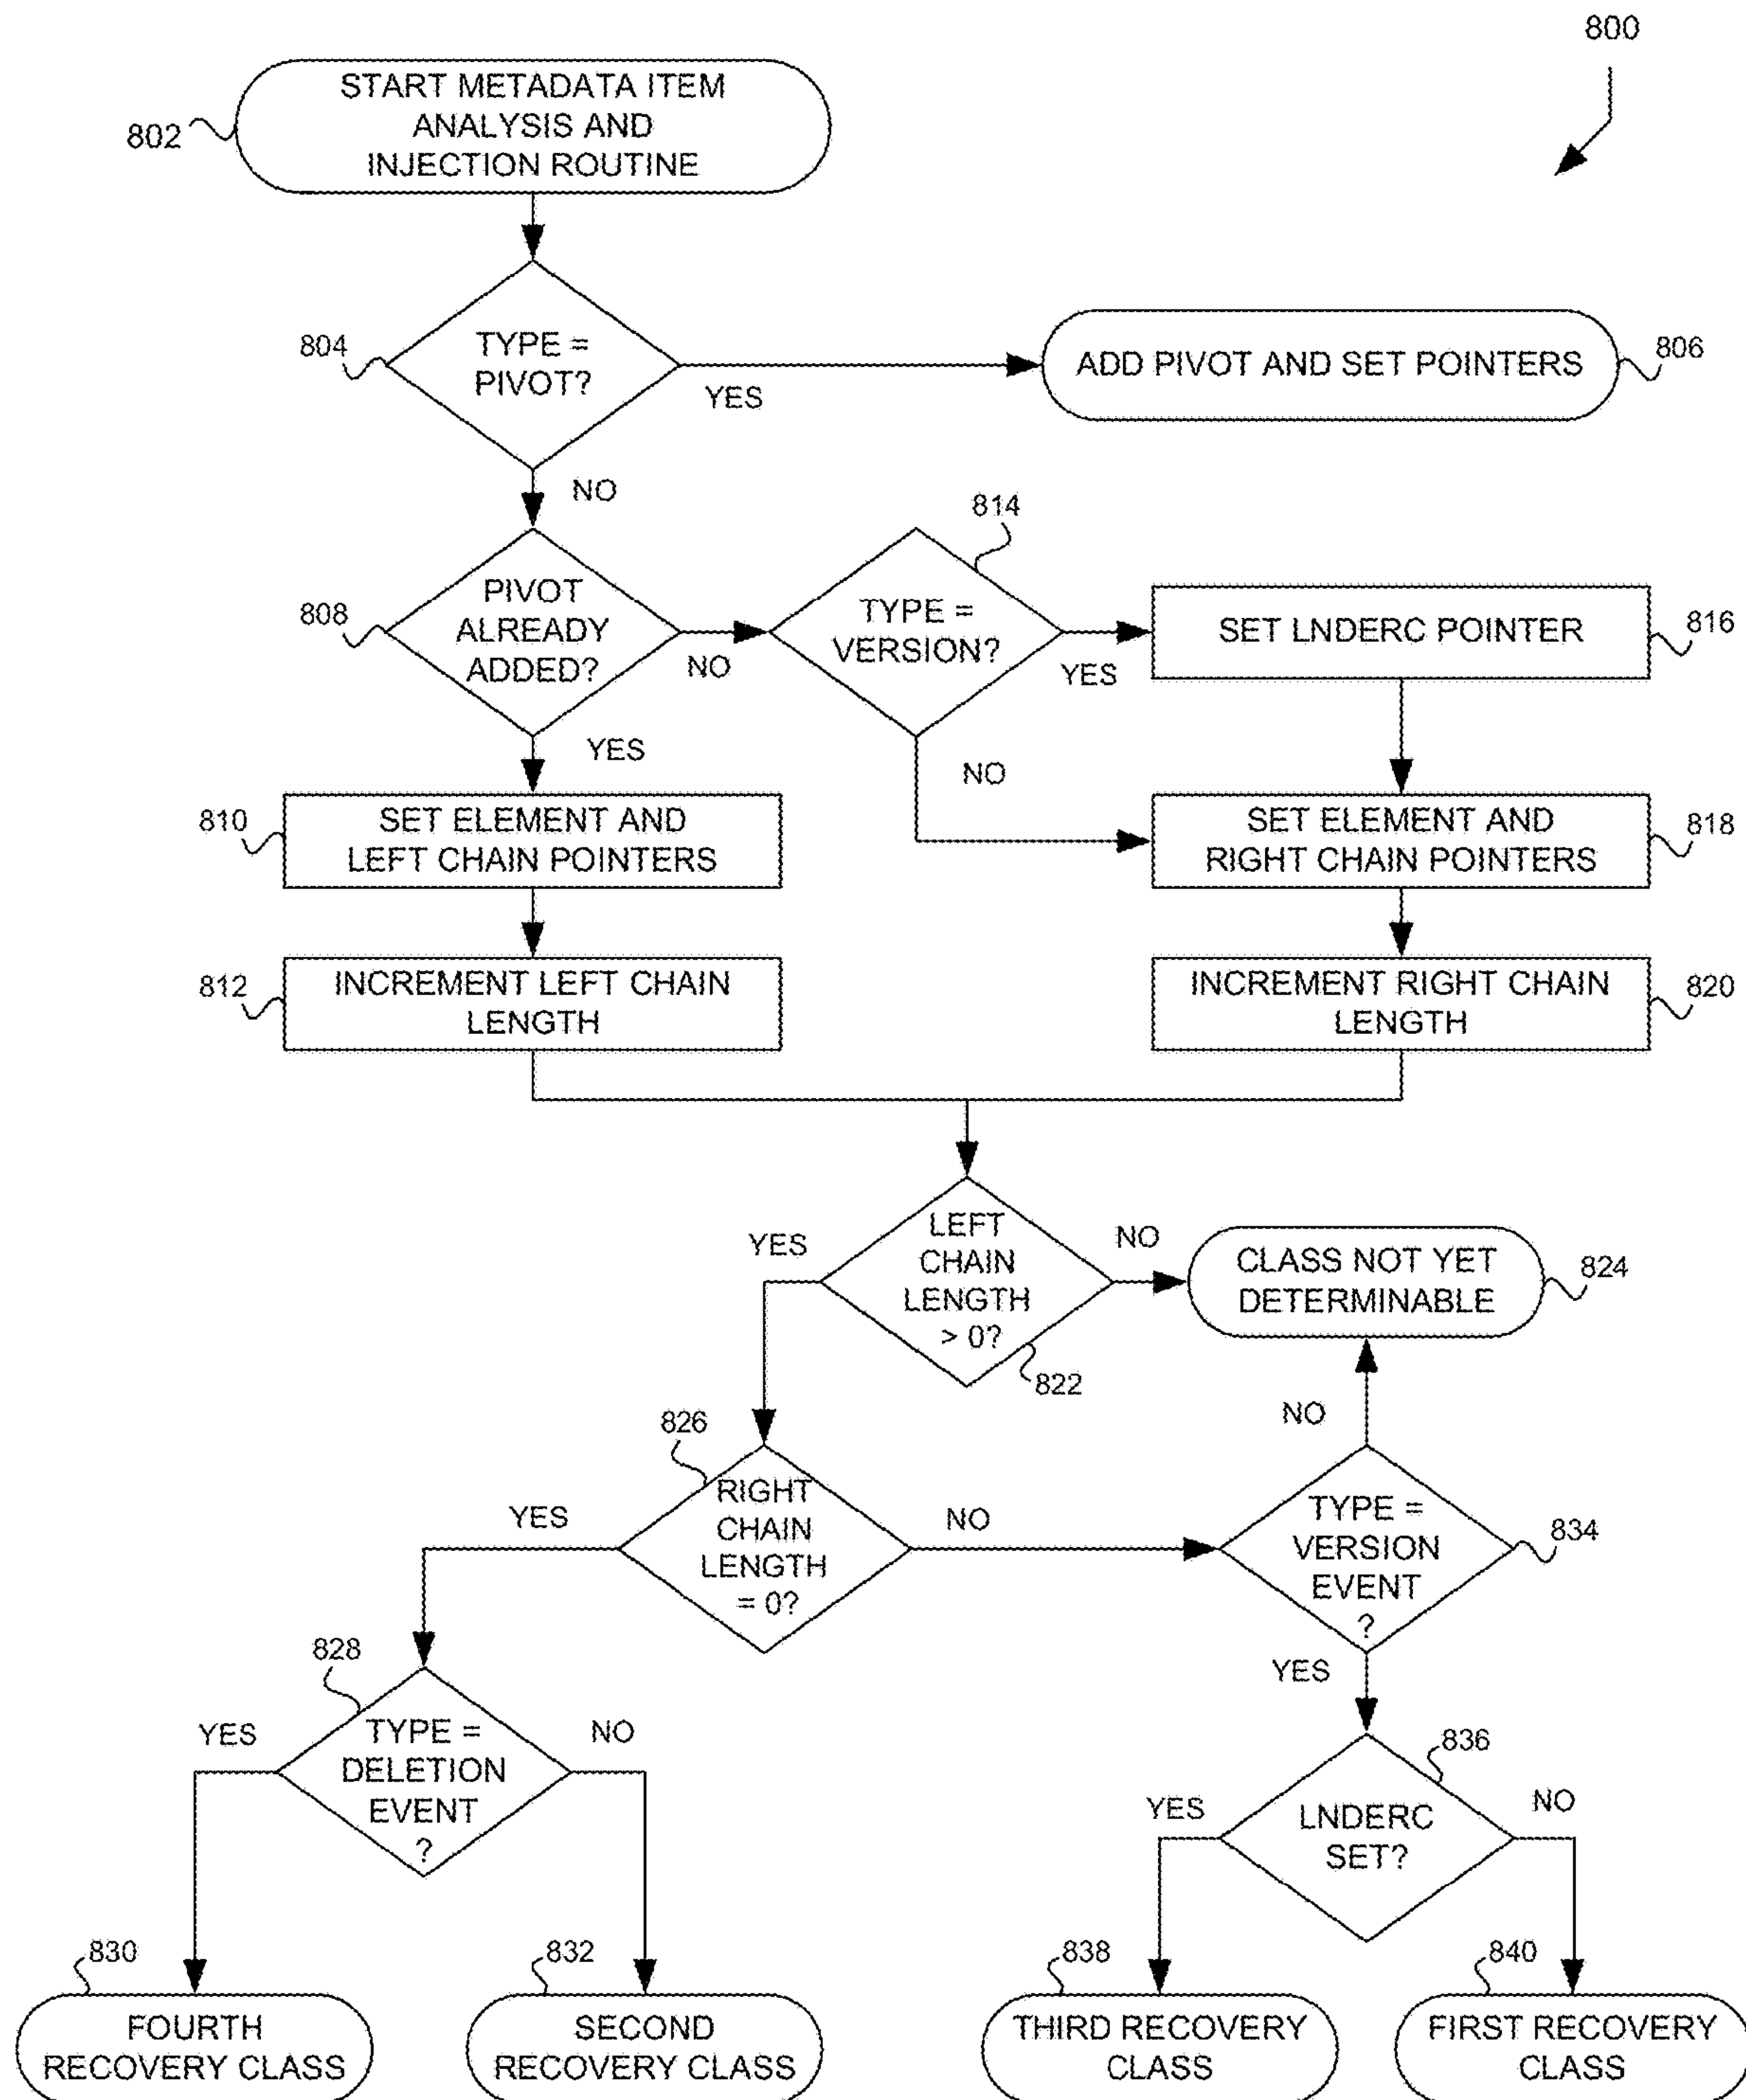 800
START METADATA ITEM
ANALYSIS AND
INJECTION ROUTINE
802
TYPE =
PIVOT?
804
YES
ADD PIVOT AND SET POINTERS
806
NO
PIVOT
ALREADY
ADDED?
808
NO
YES
814
TYPE =
VERSION?
YES
NO
SET LNDERC POINTER
816
810
SET ELEMENT AND
LEFT CHAIN POINTERS
SET ELEMENT AND
RIGHT CHAIN POINTERS
818
812
INCREMENT LEFT CHAIN
LENGTH
INCREMENT RIGHT CHAIN
LENGTH
820
LEFT
CHAIN
LENGTH
> 0?
822
YES
NO
CLASS NOT YET
DETERMINABLE
824
826
RIGHT
CHAIN
LENGTH
= 0?
YES
NO
NO
TYPE =
VERSION
EVENT
?
834
YES
828
TYPE =
DELETION
EVENT
?
YES
NO
836
LNDERC
SET?
YES
NO
830
FOURTH
RECOVERY CLASS
832
SECOND
RECOVERY CLASS
838
THIRD RECOVERY
CLASS
840
FIRST RECOVERY
CLASS